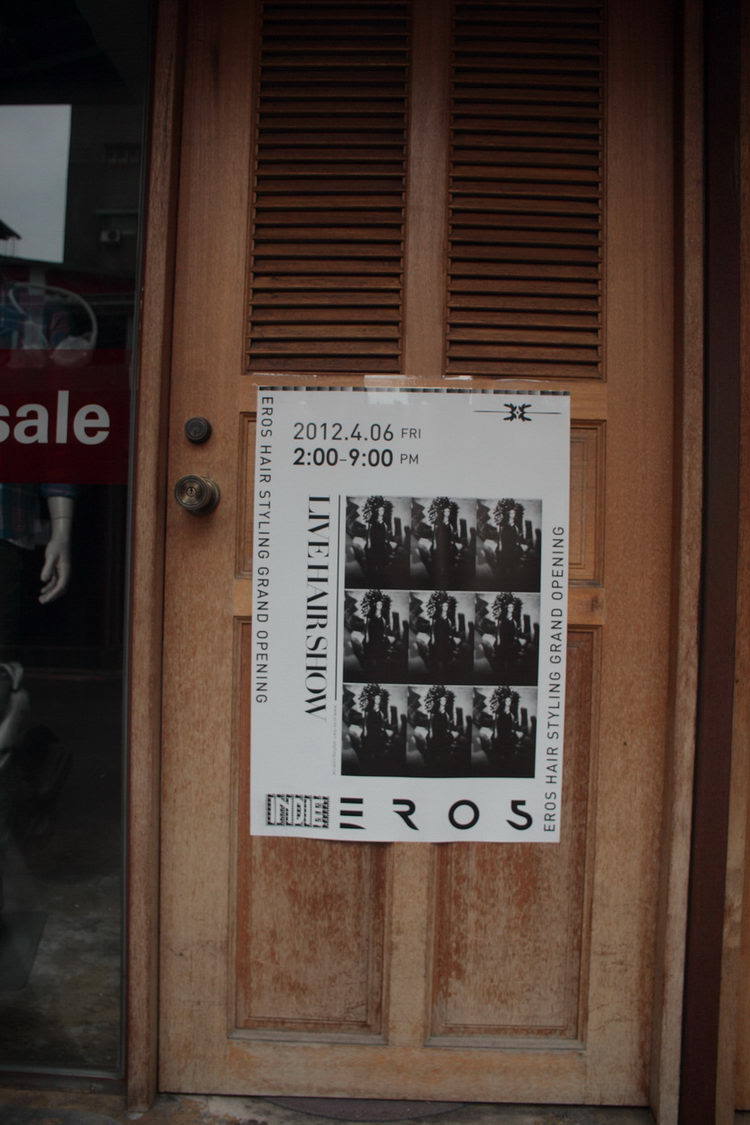 sale
EROS HAIR STYLING GRAND OPENING
2012.4.06 FRI
2:00-9:00 PM
LIVE HAIR SHOW
EROS HAIR STYLING GRAND OPENING
EROS